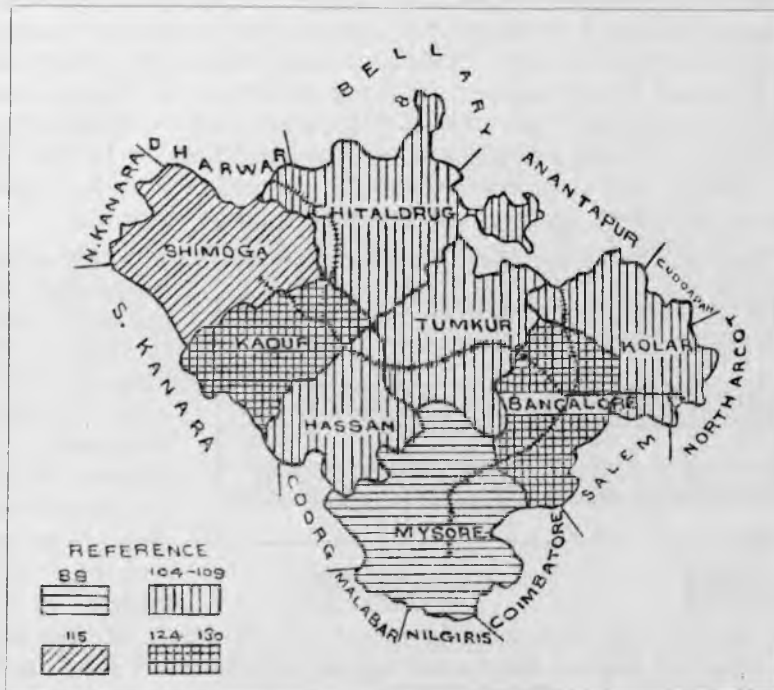 BELLARY
DHARWAR
N. KANARA
ANANTAPUR
CHITALDRUG
SHIMOGA
CUDDAPAH
TUMKUR
KOLAR
KADUR
S. KANARA
NORTH ARCOT
BANGALORE
HASSAN
SALEM
COORG
MYSORE
COIMBATORE
MALABAR
NILGIRIS
REFERENCE
89 104-109
115 124 130